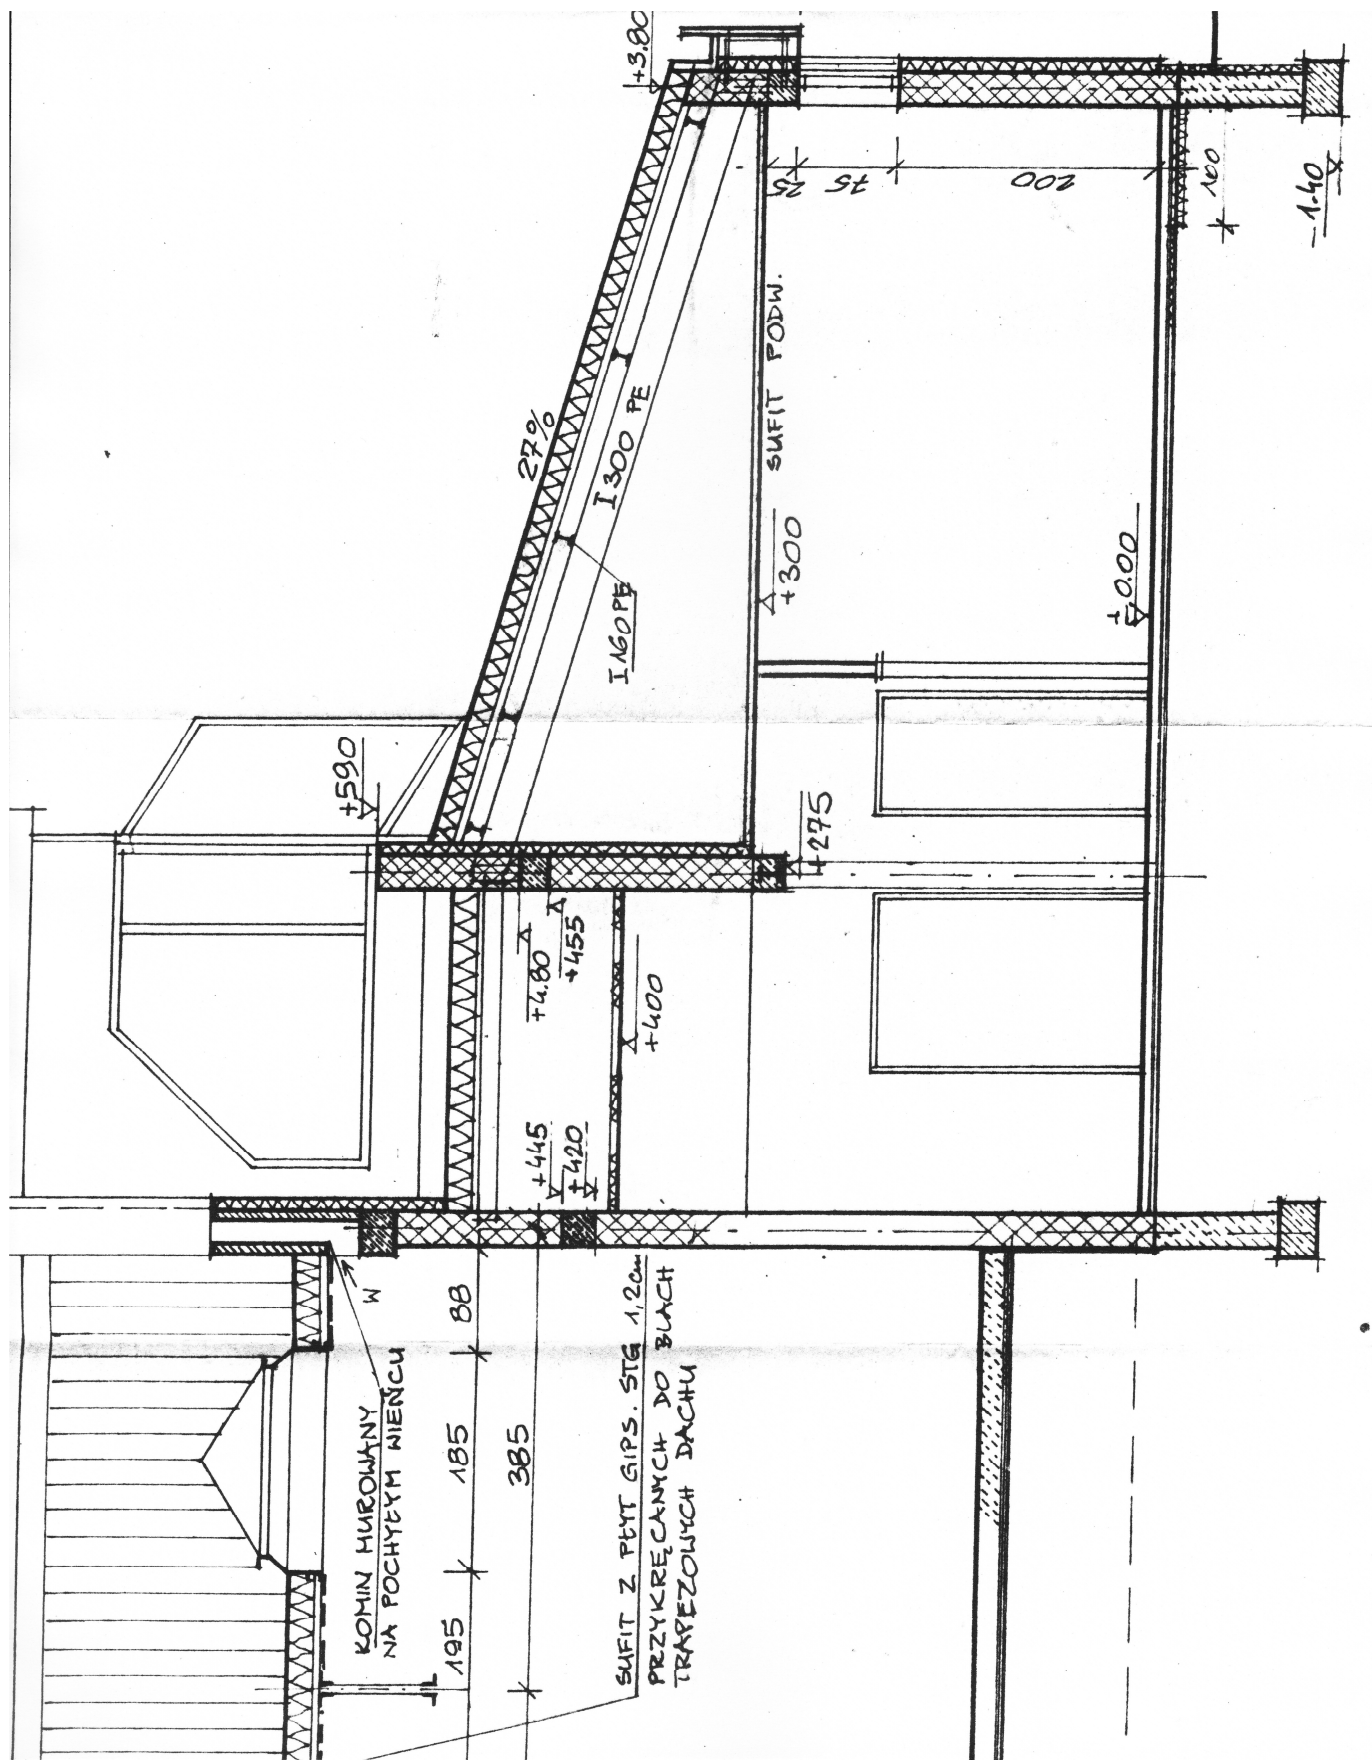 KOMIN MUROWANY
NA POCHYŁYM WIEŃCU
W
195
185
88
385
SUFIT Z PŁYT GIPS. STG 1,2cm
PRZYKRĘCANYCH DO BLACH
TRAPEZOWYCH DACHU
+445
+420
+4.80
+455
+400
+590
+275
27%
I 300 PE
I 160 PE
SUFIT PODW.
+300
±0.00
+3.80
25
75
200
100
-1.40